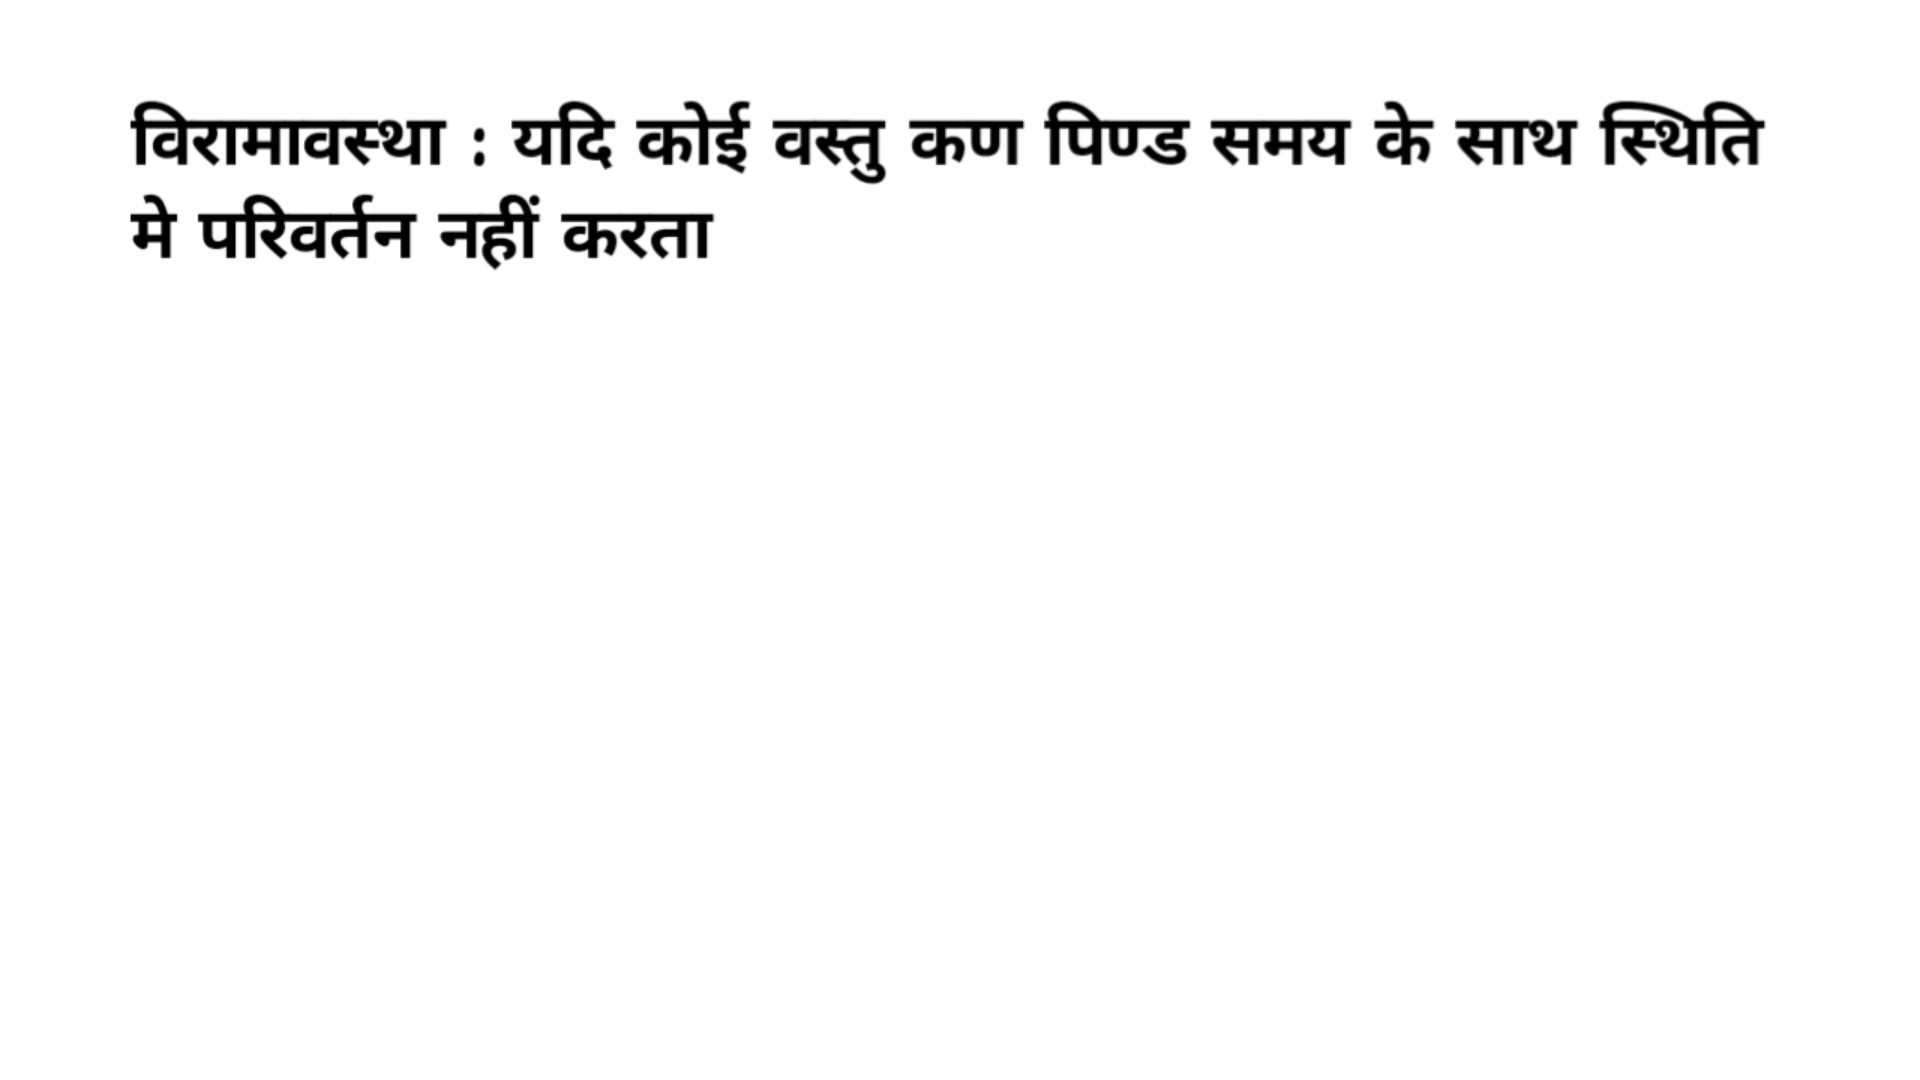 विरामावस्था : यदि कोई वस्तु कण पिण्ड समय के साथ स्थिति
मे परिवर्तन नहीं करता